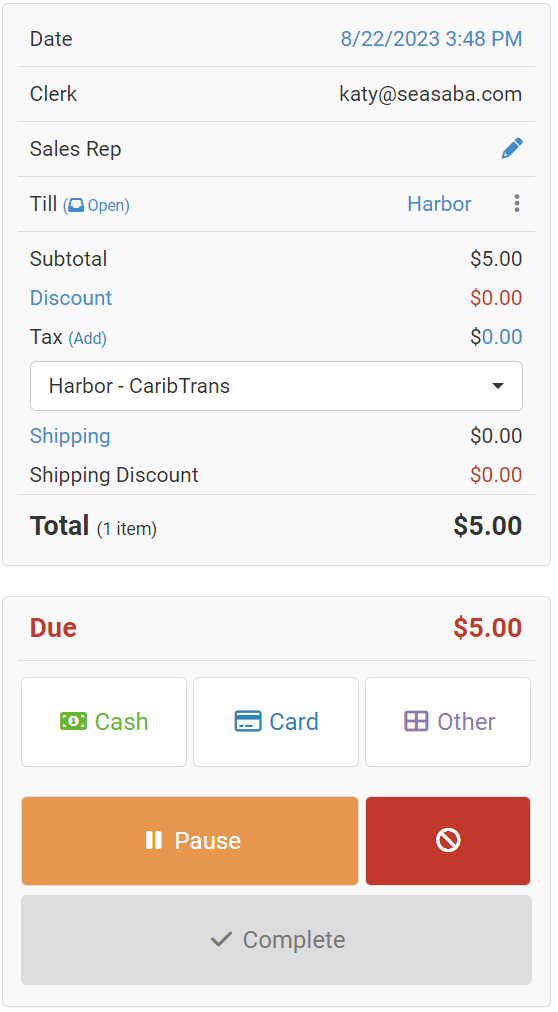 Date 8/22/2023 3:48 PM
Clerk katy@seasaba.com
Sales Rep
Till (Open) Harbor
Subtotal $5.00
Discount $0.00
Tax (Add) $0.00
Harbor - CaribTrans
Shipping $0.00
Shipping Discount $0.00
Total (1 item) $5.00
Due $5.00
Cash Card Other
Pause
Complete